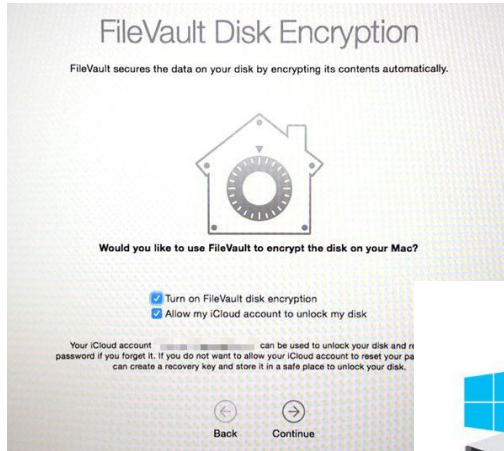 FileVault Disk Encryption
FileVault secures the data on your disk by encrypting its contents automatically.
Would you like to use FileVault to encrypt the disk on your Mac?
Turn on FileVault disk encryption
Allow my iCloud account to unlock my disk
Your iCloud account can be used to unlock your disk and
password if you forget it. If you do not want to allow your iCloud account to reset your
can create a recovery key and store it in a safe place to unlock your disk.
Back Continue